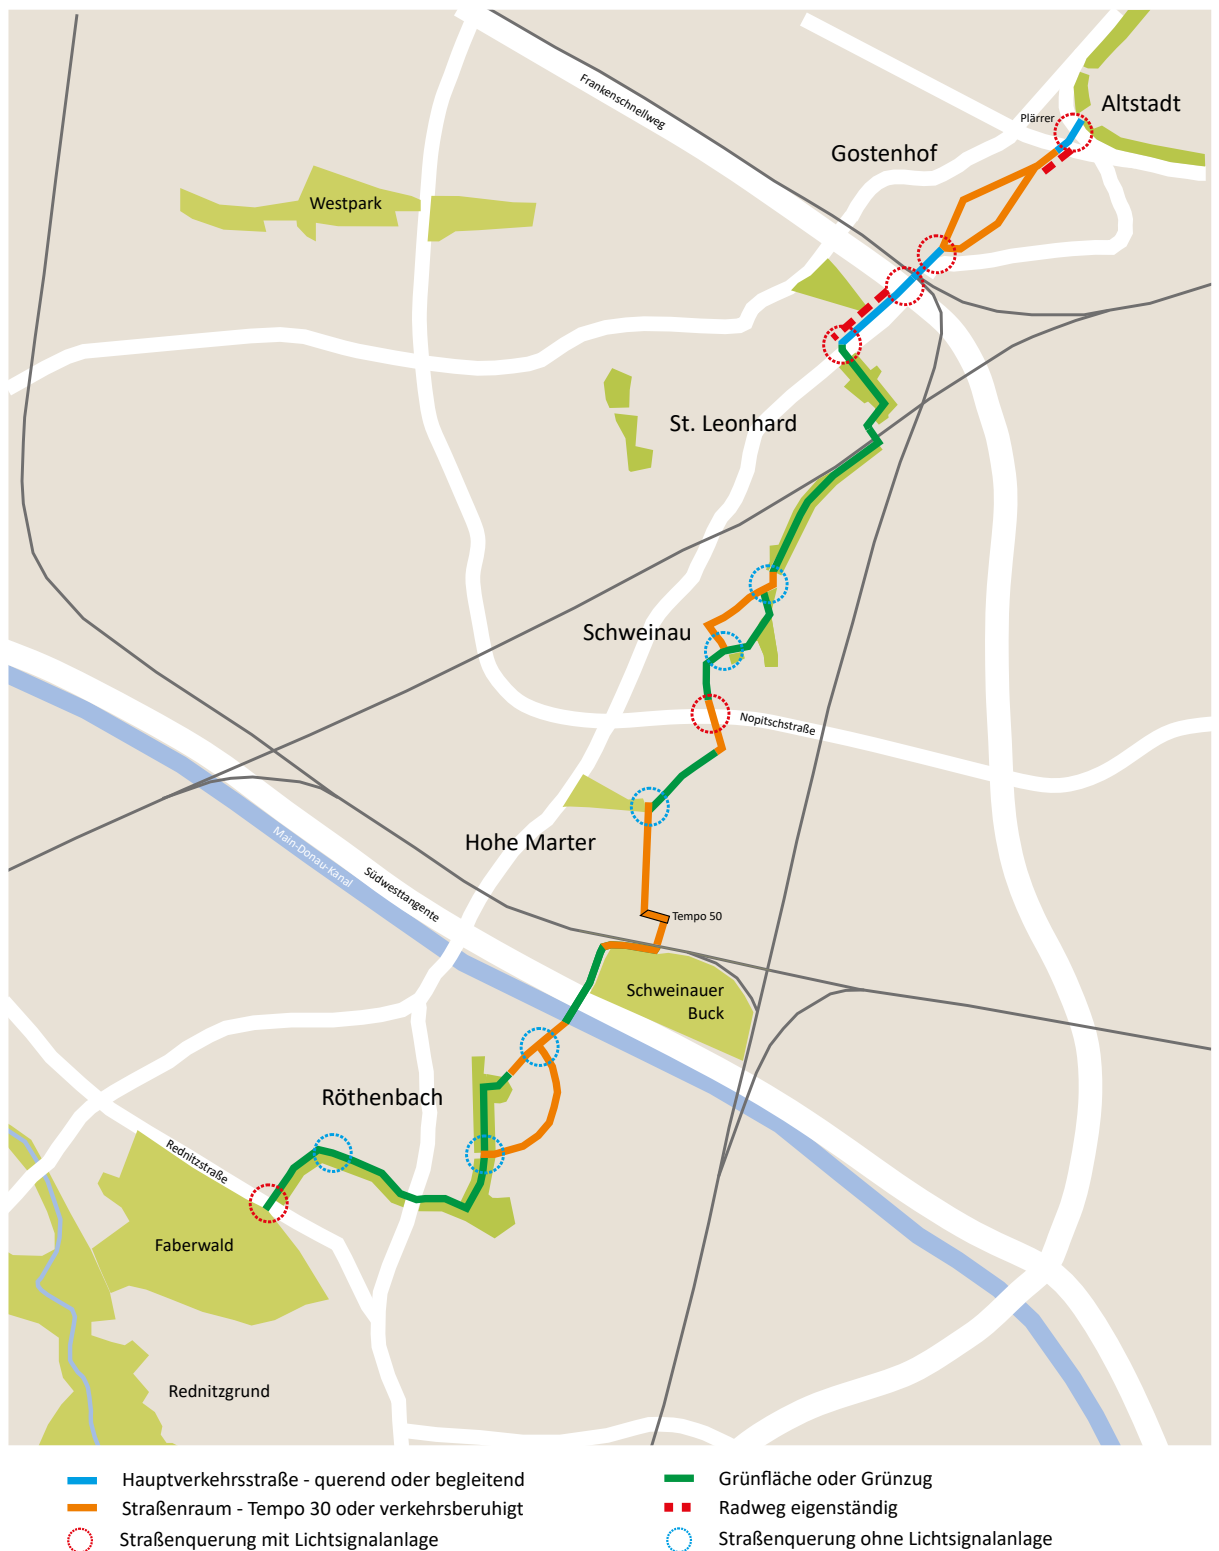 Frankenschnellweg
Plärrer
Altstadt
Gostenhof
Westpark
St. Leonhard
Schweinau
Nopitschstraße
Hohe Marter
Main-Donau-Kanal
Südwesttangente
Tempo 50
Schweinauer
Buck
Röthenbach
Rednitzstraße
Faberwald
Rednitzgrund
Hauptverkehrsstraße - querend oder begleitend
Straßenraum - Tempo 30 oder verkehrsberuhigt
Straßenquerung mit Lichtsignalanlage
Grünfläche oder Grünzug
Radweg eigenständig
Straßenquerung ohne Lichtsignalanlage